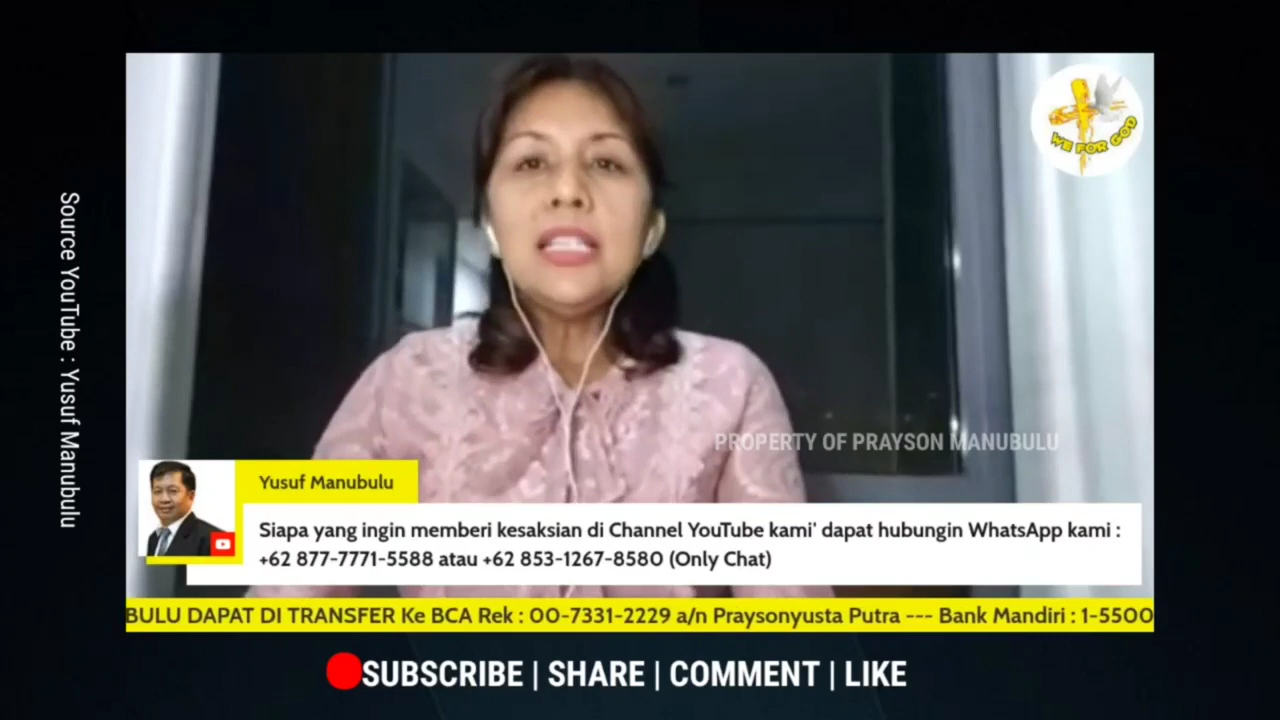 WE FOR GOD
Source YouTube : Yusuf Manubulu
PROPERTY OF PRAYSON MANUBULU
Yusuf Manubulu
Siapa yang ingin memberi kesaksian di Channel YouTube kami' dapat hubungin WhatsApp kami :
+62 877-7771-5588 atau +62 853-1267-8580 (Only Chat)
BULU DAPAT DI TRANSFER Ke BCA Rek : 00-7331-2229 a/n Praysonyusta Putra --- Bank Mandiri : 1-5500
SUBSCRIBE | SHARE | COMMENT | LIKE